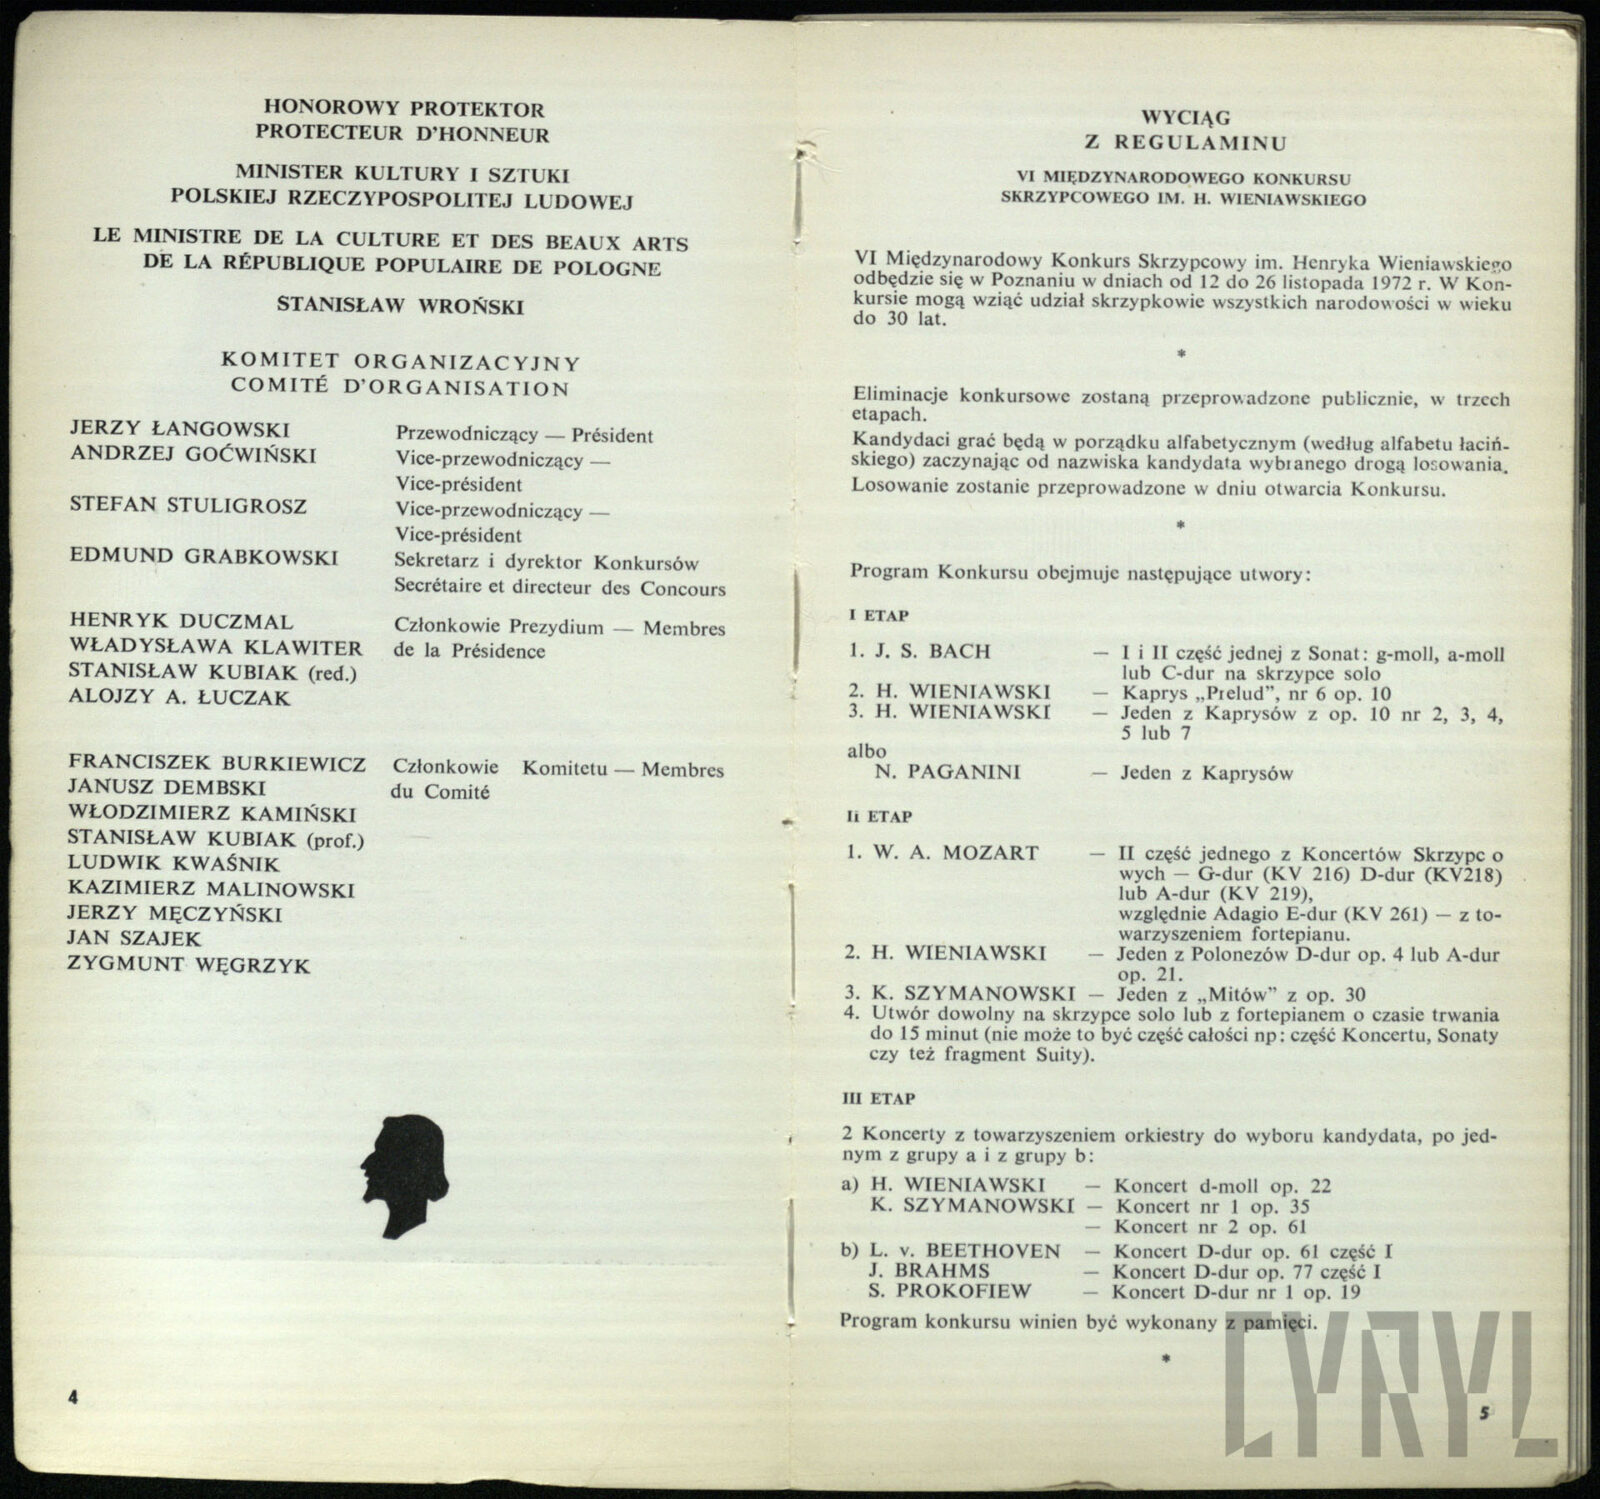 HONOROWY PROTEKTOR
PROTECTEUR D'HONNEUR
MINISTER KULTURY I SZTUKI
POLSKIEJ RZECZYPOSPOLITEJ LUDOWEJ
LE MINISTRE DE LA CULTURE ET DES BEAUX ARTS
DE LA RÉPUBLIQUE POPULAIRE DE POLOGNE
STANISŁAW WROŃSKI
KOMITET ORGANIZACYJNY
COMITÉ D'ORGANISATION
JERZY ŁANGOWSKI Przewodniczący — Président
ANDRZEJ GOĆWIŃSKI Vice-przewodniczący —
Vice-président
STEFAN STULIGROSZ Vice-przewodniczący —
Vice-président
EDMUND GRABKOWSKI Sekretarz i dyrektor Konkursów
Secrétaire et directeur des Concours
HENRYK DUCZMAL Członkowie Prezydium — Membres
WŁADYSŁAWA KLAWITER de la Présidence
STANISŁAW KUBIAK (red.)
ALOJZY A. ŁUCZAK
FRANCISZEK BURKIEWICZ Członkowie Komitetu — Membres
JANUSZ DEMBSKI du Comité
WŁODZIMIERZ KAMIŃSKI
STANISŁAW KUBIAK (prof.)
LUDWIK KWAŚNIK
KAZIMIERZ MALINOWSKI
JERZY MĘCZYŃSKI
JAN SZAJEK
ZYGMUNT WĘGRZYK
4
WYCIĄG
Z REGULAMINU
VI MIĘDZYNARODOWEGO KONKURSU
SKRZYPCOWEGO IM. H. WIENIAWSKIEGO
VI Międzynarodowy Konkurs Skrzypcowy im. Henryka Wieniawskiego
odbędzie się w Poznaniu w dniach od 12 do 26 listopada 1972 r. W Kon-
kursie mogą wziąć udział skrzypkowie wszystkich narodowości w wieku
do 30 lat.
*
Eliminacje konkursowe zostaną przeprowadzone publicznie, w trzech
etapach.
Kandydaci grać będą w porządku alfabetycznym (według alfabetu łaciń-
skiego) zaczynając od nazwiska kandydata wybranego drogą losowania.
Losowanie zostanie przeprowadzone w dniu otwarcia Konkursu.
*
Program Konkursu obejmuje następujące utwory:
I ETAP
1. J. S. BACH — I i II część jednej z Sonat: g-moll, a-moll
lub C-dur na skrzypce solo
2. H. WIENIAWSKI — Kaprys „Prelud”, nr 6 op. 10
3. H. WIENIAWSKI — Jeden z Kaprysów z op. 10 nr 2, 3, 4,
5 lub 7
albo
N. PAGANINI — Jeden z Kaprysów
Ii ETAP
1. W. A. MOZART — II część jednego z Koncertów Skrzypc o
wych — G-dur (KV 216) D-dur (KV218)
lub A-dur (KV 219),
względnie Adagio E-dur (KV 261) — z to-
warzyszeniem fortepianu.
2. H. WIENIAWSKI — Jeden z Polonezów D-dur op. 4 lub A-dur
op. 21.
3. K. SZYMANOWSKI — Jeden z „Mitów” z op. 30
4. Utwór dowolny na skrzypce solo lub z fortepianem o czasie trwania
do 15 minut (nie może to być część całości np: część Koncertu, Sonaty
czy też fragment Suity).
III ETAP
2 Koncerty z towarzyszeniem orkiestry do wyboru kandydata, po jed-
nym z grupy a i z grupy b:
a) H. WIENIAWSKI — Koncert d-moll op. 22
K. SZYMANOWSKI — Koncert nr 1 op. 35
— Koncert nr 2 op. 61
b) L. v. BEETHOVEN — Koncert D-dur op. 61 część I
J. BRAHMS — Koncert D-dur op. 77 część I
S. PROKOFIEW — Koncert D-dur nr 1 op. 19
Program konkursu winien być wykonany z pamięci.
*
5
CYRYL